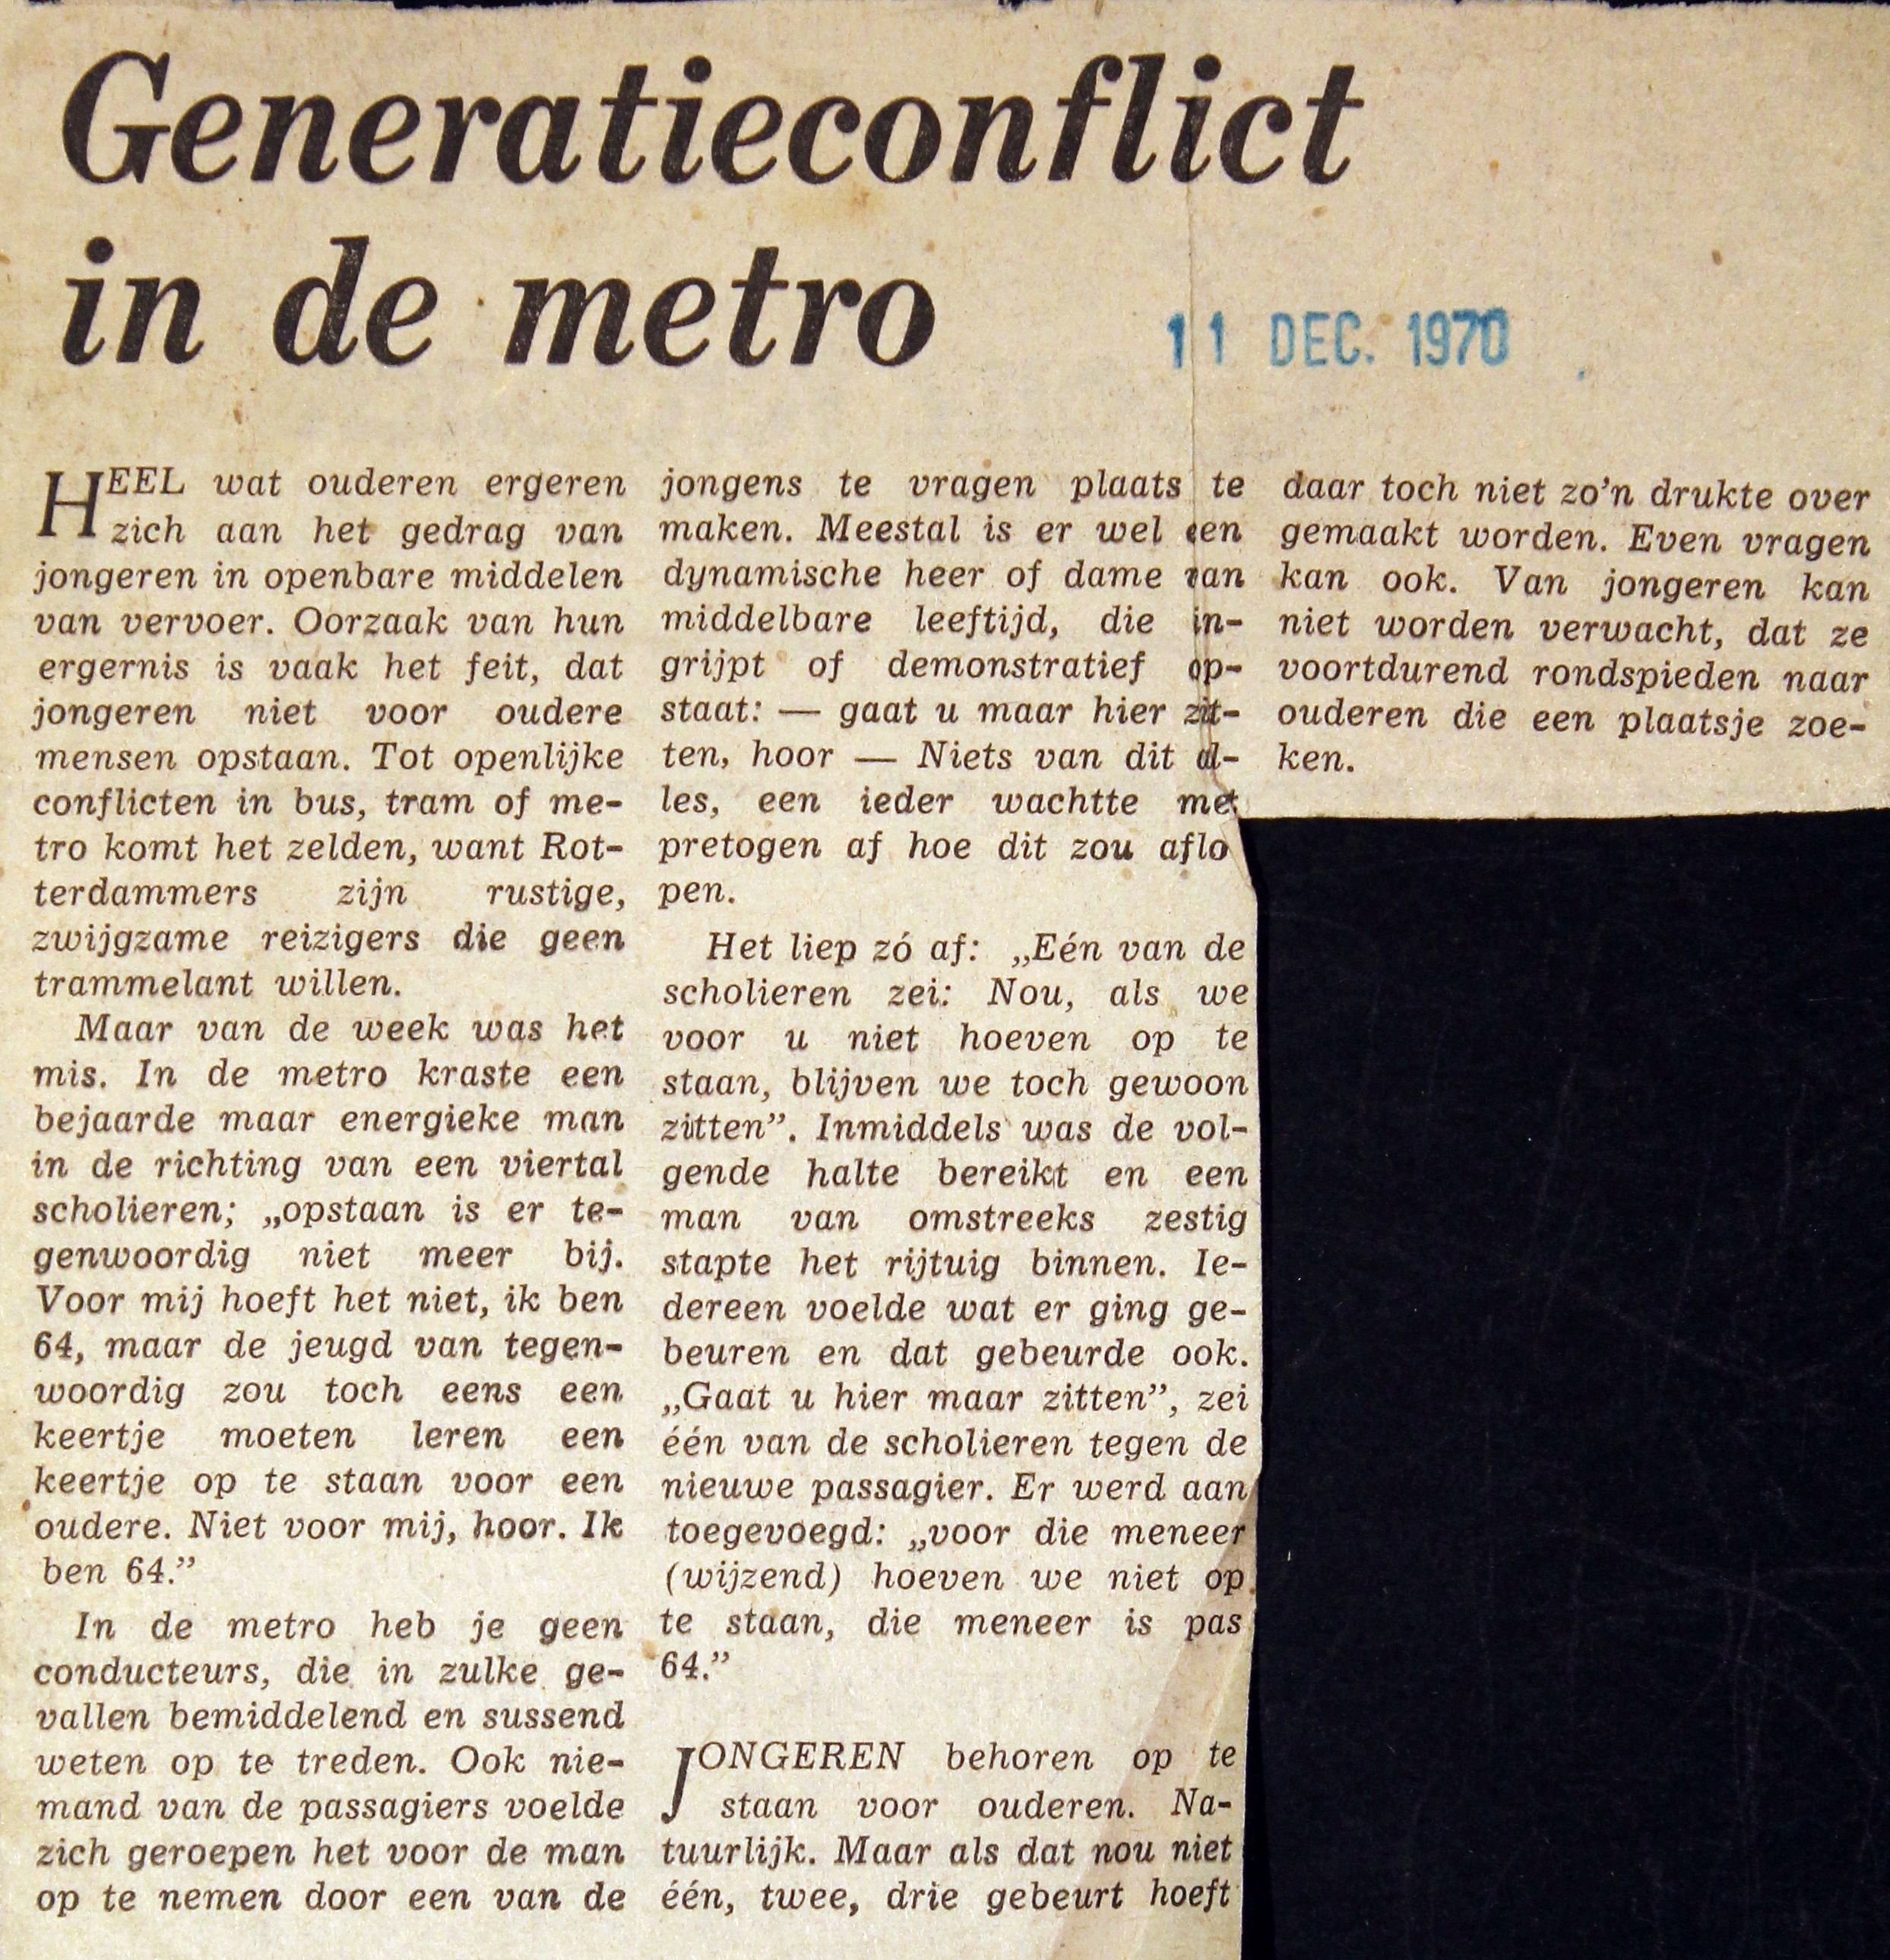 Generatieconflict
in de metro
11 DEC. 1970
HEEL wat ouderen ergeren
zich aan het gedrag van
jongeren in openbare middelen
van vervoer. Oorzaak van hun
ergernis is vaak het feit, dat
jongeren niet voor oudere
mensen opstaan. Tot openlijke
conflicten in bus, tram of me-
tro komt het zelden, want Rot-
terdammers zijn rustige,
zwijgzame reizigers die geen
trammelant willen.
Maar van de week was het
mis. In de metro kraste een
bejaarde maar energieke man
in de richting van een viertal
scholieren; „opstaan is er te-
genwoordig niet meer bij.
Voor mij hoeft het niet, ik ben
64, maar de jeugd van tegen-
woordig zou toch eens een
keertje moeten leren een
keertje op te staan voor een
oudere. Niet voor mij, hoor. Ik
ben 64.”
In de metro heb je geen
conducteurs, die in zulke ge-
vallen bemiddelend en sussend
weten op te treden. Ook nie-
mand van de passagiers voelde
zich geroepen het voor de man
op te nemen door een van de
jongens te vragen plaats te
maken. Meestal is er wel een
dynamische heer of dame van
middelbare leeftijd, die in-
grijpt of demonstratief op-
staat: — gaat u maar hier zit-
ten, hoor — Niets van dit al-
les, een ieder wachtte met
pretogen af hoe dit zou aflo
pen.
Het liep zó af: „Eén van de
scholieren zei: Nou, als we
voor u niet hoeven op te
staan, blijven we toch gewoon
zitten”. Inmiddels was de vol-
gende halte bereikt en een
man van omstreeks zestig
stapte het rijtuig binnen. Ie-
dereen voelde wat er ging ge-
beuren en dat gebeurde ook.
„Gaat u hier maar zitten”, zei
één van de scholieren tegen de
nieuwe passagier. Er werd aan
toegevoegd: „voor die meneer
(wijzend) hoeven we niet op
te staan, die meneer is pas
64.”
JONGEREN behoren op te
staan voor ouderen. Na-
tuurlijk. Maar als dat nou niet
één, twee, drie gebeurt hoeft
daar toch niet zo’n drukte over
gemaakt worden. Even vragen
kan ook. Van jongeren kan
niet worden verwacht, dat ze
voortdurend rondspieden naar
ouderen die een plaatsje zoe-
ken.